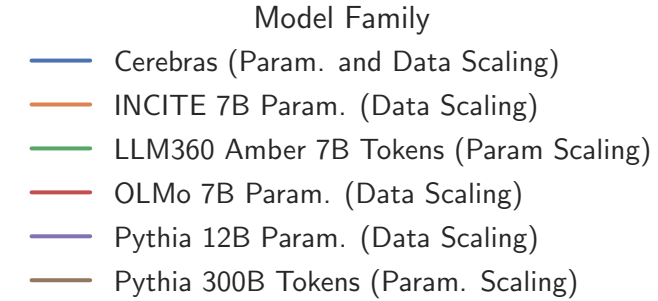 Model Family
Cerebras (Param. and Data Scaling)
INCITE 7B Param. (Data Scaling)
LLM360 Amber 7B Tokens (Param Scaling)
OLMo 7B Param. (Data Scaling)
Pythia 12B Param. (Data Scaling)
Pythia 300B Tokens (Param. Scaling)